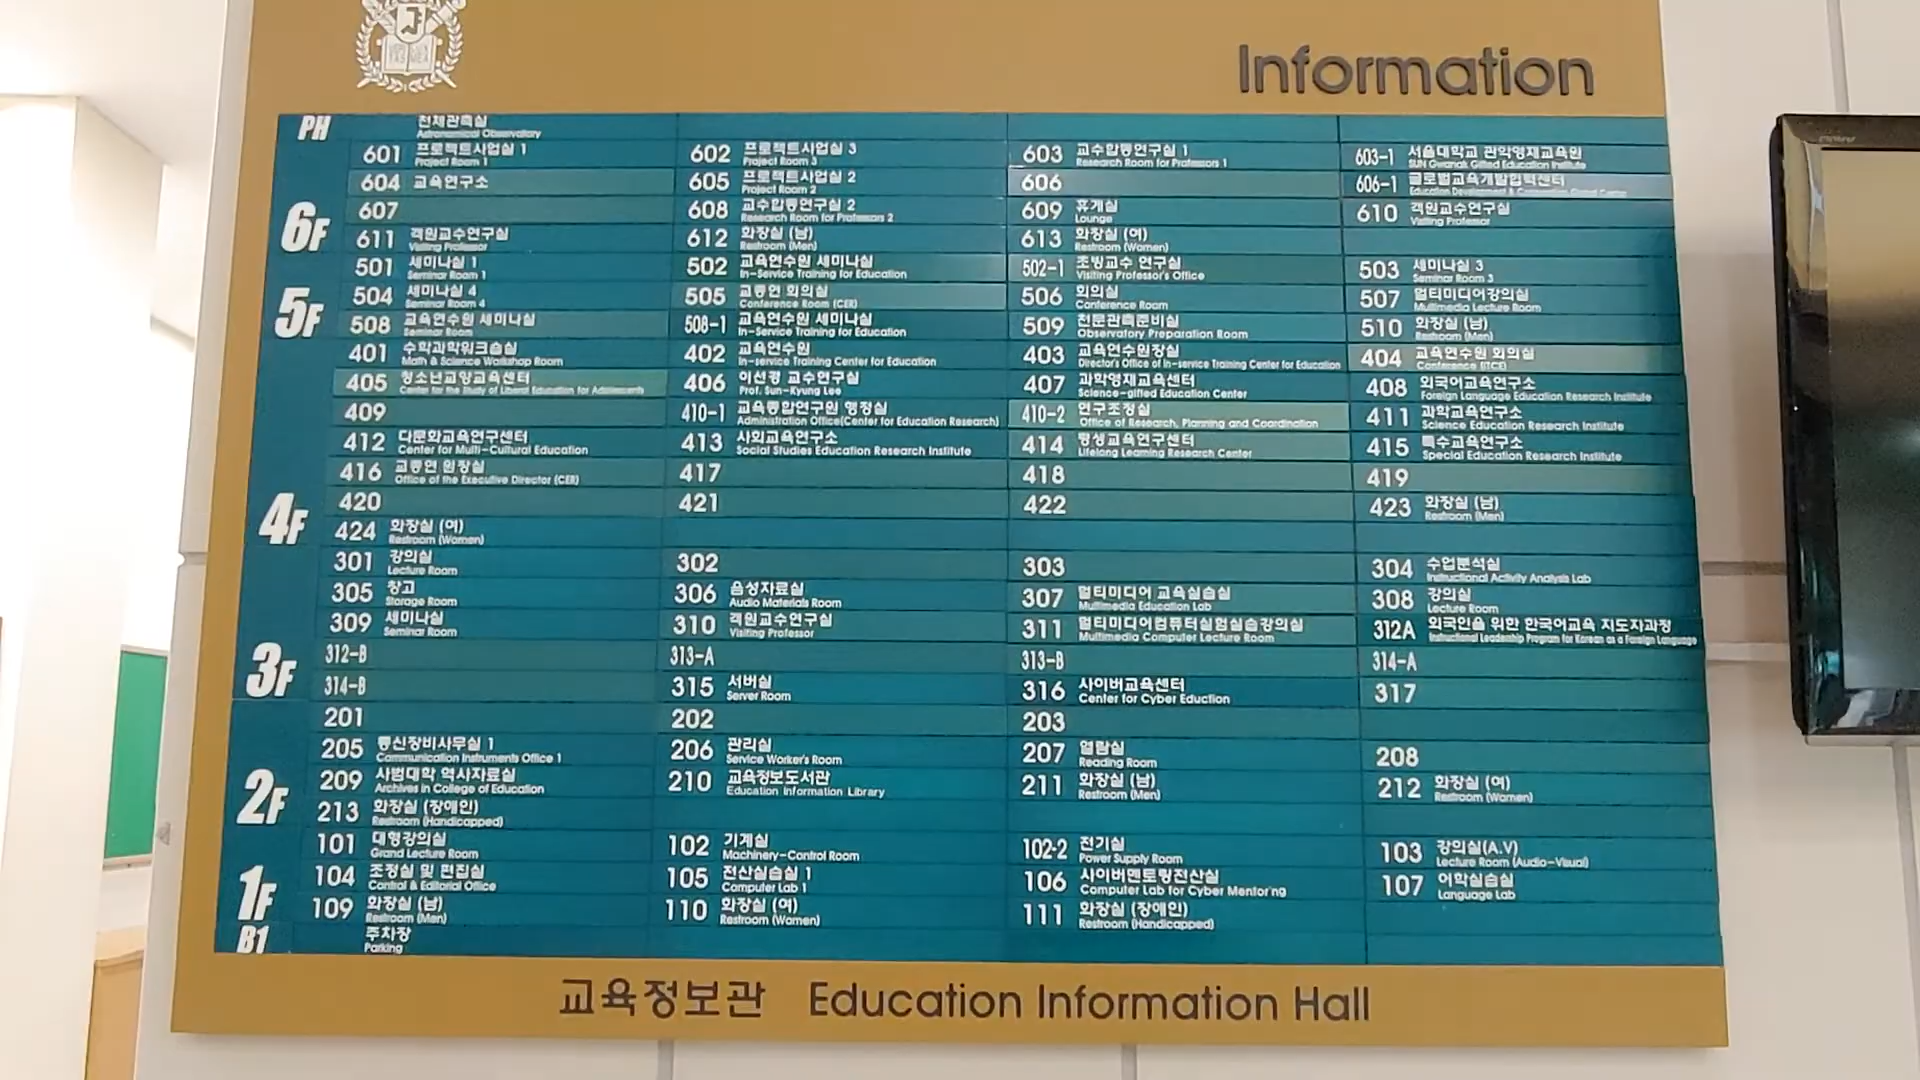 Information
PH 천체관측실
Astronomical Observatory
601 프로젝트사업실 1
Project Room 1
602 프로젝트사업실 3
Project Room 3
603 교수합동연구실 1
Research Room for Professors 1
603-1 서울대학교 관악영재교육원
SUN Gwanak Gifted Education Institute
604 교육연구소
605 프로젝트사업실 2
Project Room 2
606
606-1 글로벌교육개발협력센터
Education Development & Cooperation Global Center
6F
607
608 교수합동연구실 2
Research Room for Professors 2
609 휴게실
Lounge
610 객원교수연구실
Visiting Professor
611 객원교수연구실
Visiting Professor
612 화장실 (남)
Restroom (Men)
613 화장실 (여)
Restroom (Women)
501 세미나실 1
Seminar Room 1
502 교육연수원 세미나실
In-Service Training for Education
502-1 초빙교수 연구실
Visiting Professor's Office
503 세미나실 3
Seminar Room 3
504 세미나실 4
Seminar Room 4
505 교종연 회의실
Conference Room (CER)
506 회의실
Conference Room
507 멀티미디어강의실
Multimedia Lecture Room
5F
508 교육연수원 세미나실
Seminar Room
508-1 교육연수원 세미나실
In-Service Training for Education
509 천문관측준비실
Observatory Preparation Room
510 화장실 (남)
Restroom (Men)
401 수학과학워크숍실
Math & Science Workshop Room
402 교육연수원
In-service Training Center for Education
403 교육연수원장실
Director's Office of In-service Training Center for Education
404 교육연수원 회의실
Conference (ITCE)
405 청소년교양교육센터
Center for the Study of Liberal Education for Adolescents
406 이선경 교수연구실
Prof. Sun-Kyung Lee
407 과학영재교육센터
Science-gifted Education Center
408 외국어교육연구소
Foreign Language Education Research Institute
409
410-1 교육종합연구원 행정실
Administration Office(Center for Education Research)
410-2 연구조정실
Office of Research, Planning and Coordination
411 과학교육연구소
Science Education Research Institute
412 다문화교육연구센터
Center for Multi-Cultural Education
413 사회교육연구소
Social Studies Education Research Institute
414 평생교육연구센터
Lifelong Learning Research Center
415 특수교육연구소
Special Education Research Institute
416 교종연 원장실
Office of the Executive Director (CER)
417
418
419
4F
420
421
422
423 화장실 (남)
Restroom (Men)
424 화장실 (여)
Restroom (Women)
301 강의실
Lecture Room
302
303
304 수업분석실
Instructional Activity Analysis Lab
305 창고
Storage Room
306 음성자료실
Audio Materials Room
307 멀티미디어 교육실습실
Multimedia Education Lab
308 강의실
Lecture Room
309 세미나실
Seminar Room
310 객원교수연구실
Visiting Professor
311 멀티미디어컴퓨터실험실습강의실
Multimedia Computer Lecture Room
312A 외국인을 위한 한국어교육 지도자과정
Instructional Leadership Program for Korean as a Foreign Language
3F
312-B
313-A
313-B
314-A
314-B
315 서버실
Server Room
316 사이버교육센터
Center for Cyber Eduction
317
201
202
203
205 통신장비사무실 1
Communication Instruments Office 1
206 관리실
Service Worker's Room
207 열람실
Reading Room
208
2F
209 사범대학 역사자료실
Archives in College of Education
210 교육정보도서관
Education Information Library
211 화장실 (남)
Restroom (Men)
212 화장실 (여)
Restroom (Women)
213 화장실 (장애인)
Restroom (Handicapped)
101 대형강의실
Grand Lecture Room
102 기계실
Machinery-Control Room
102-2 전기실
Power Supply Room
103 강의실(A.V)
Lecture Room (Audio-Visual)
1F
104 조정실 및 편집실
Control & Editorial Office
105 전산실습실 1
Computer Lab 1
106 사이버멘토링전산실
Computer Lab for Cyber Mentoring
107 어학실습실
Language Lab
109 화장실 (남)
Restroom (Men)
110 화장실 (여)
Restroom (Women)
111 화장실 (장애인)
Restroom (Handicapped)
B1 주차장
Parking
교육정보관 Education Information Hall